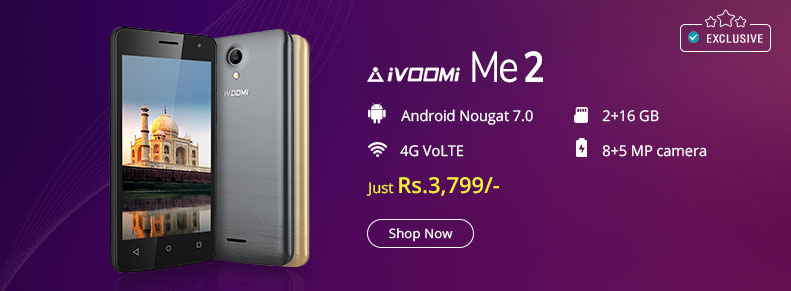 EXCLUSIVE
iVOOMi Me 2
iVOOMi
Android Nougat 7.0
2+16 GB
4G VoLTE
8+5 MP camera
Just Rs.3,799/-
Shop Now